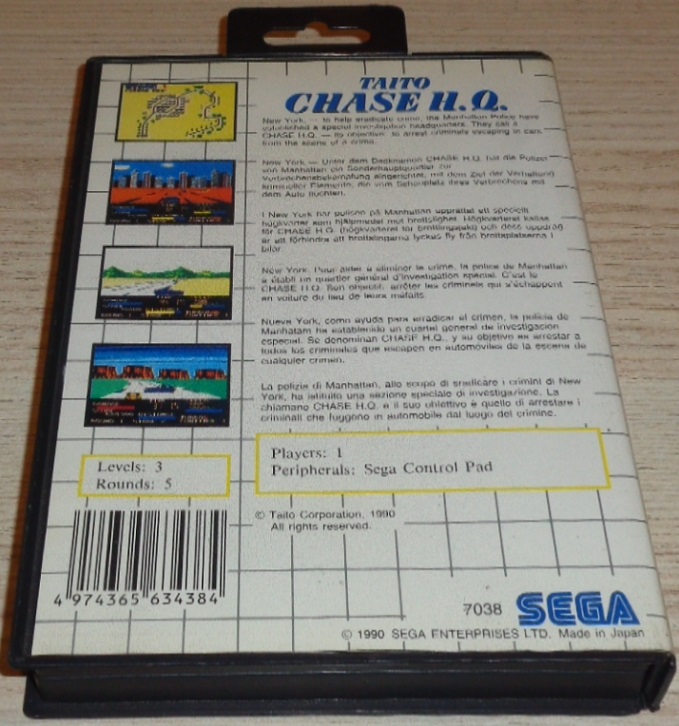 TAITO
CHASE H.Q.
New York, — to help eradicate crime, the Manhattan Police have
established a special investigation headquarters. They call it
CHASE H.Q. — its objective: to arrest criminals escaping in cars
from the scene of a crime.
New York — Unter dem Decknamen CHASE H.Q. hat die Polizei
von Manhattan ein Sonderhauptquartier zur
Verbrechensbekämpfung eingerichtet, mit dem Ziel der Verhaftung
krimineller Elemente, die vom Schauplatz ihres Verbrechens mit
dem Auto flüchten.
I New York har polisen på Manhattan upprättat ett speciellt
högkvarter som hjälpmedel mot brottslighet. Högkvarteret kallas
för CHASE H.Q. (högkvarteret för brottlingsjakt) och dess uppdrag
är att förhindra att brottslingarna lyckas fly från brottsplatserna i
bilar.
New York. Pour aider à éliminer le crime, la police de Manhattan
a établi un quartier général d'investigation spécial. C'est le
CHASE H.Q. Son objectif: arrêter les criminels qui s'échappent
en voiture du lieu de leurs méfaits.
Nueva York, como ayuda para erradicar el crimen, la policía de
Manhatam ha establecido un cuartel general de investigación
especial. Se denominan CHASE H.Q., y su objetivo es arrestar a
todos los criminales que escapen en automóviles de la escena de
cualquier crimen.
La polizia di Manhattan, allo scopo di sradicare i crimini di New
York, ha istituito una sezione speciale di investigazione. La
chiamano CHASE H.Q. e il suo obiettivo è quello di arrestare i
criminali che fuggono in automobile dal luogo del crimine.
Levels: 3
Rounds: 5
Players: 1
Peripherals: Sega Control Pad
© Taito Corporation, 1990
All rights reserved.
4 974365 634384
7038 SEGA
© 1990 SEGA ENTERPRISES LTD. Made in Japan